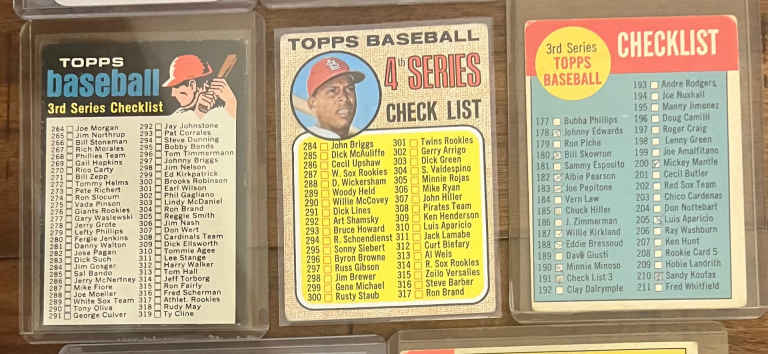 TOPPS
baseball
3rd Series Checklist
264 Joe Morgan
265 Jim Northrup
266 Bill Stoneman
267 Rich Morales
268 Phillies Team
269 Gail Hopkins
270 Rico Carty
271 Bill Zepp
272 Tommy Helms
273 Pete Richert
274 Ron Slocum
275 Vada Pinson
276 Giants Rookies
277 Gary Waslewski
278 Jerry Grote
279 Lefty Phillips
280 Fergie Jenkins
281 Danny Walton
282 Jose Pagan
283 Dick Such
284 Jim Gosger
285 Sal Bando
286 Jerry McNertney
287 Mike Fiore
288 Joe Moeller
289 White Sox Team
290 Tony Oliva
291 George Culver
292 Jay Johnstone
293 Pat Corrales
294 Steve Dunning
295 Bobby Bonds
296 Tom Timmermann
297 Johnny Briggs
298 Jim Nelson
299 Ed Kirkpatrick
300 Brooks Robinson
301 Earl Wilson
302 Phil Gagliano
303 Lindy McDaniel
304 Ron Brand
305 Reggie Smith
306 Jim Nash
307 Don Wert
308 Cardinals Team
309 Dick Ellsworth
310 Tommie Agee
311 Lee Stange
312 Harry Walker
313 Tom Hall
314 Jeff Torborg
315 Ron Fairly
316 Fred Scherman
317 Athletic. Rookies
318 Rudy May
319 Ty Cline
TOPPS BASEBALL
4th SERIES
CHECK LIST
284 John Briggs
285 Dick McAuliffe
286 Cecil Upshaw
287 W. Sox Rookies
288 D. Wickersham
289 Woody Held
290 Willie McCovey
291 Dick Lines
292 Art Shamsky
293 Bruce Howard
294 R. Schoendienst
295 Sonny Siebert
296 Byron Browne
297 Russ Gibson
298 Jim Brewer
299 Gene Michael
300 Rusty Staub
301 Twins Rookies
302 Gerry Arrigo
303 Dick Green
304 S. Valdespino
305 Minnie Rojas
306 Mike Ryan
307 John Hiller
308 Pirates Team
309 Ken Henderson
310 Luis Aparicio
311 Jack Lamabe
312 Curt Blefary
313 Al Weis
314 R. Sox Rookies
315 Zoilo Versalles
316 Steve Barber
317 Ron Brand
3rd Series
TOPPS
BASEBALL
CHECKLIST
177 Bubba Phillips
178 Johnny Edwards
179 Ron Piche
180 Bill Skowron
181 Sammy Esposito
182 Albie Pearson
183 Joe Pepitone
184 Vern Law
185 Chuck Hiller
186 J. Zimmerman
187 Willie Kirkland
188 Eddie Bressoud
189 Dave Giusti
190 Minnie Minoso
191 Check List 3
192 Clay Dalrymple
193 Andre Rodgers
194 Joe Nuxhall
195 Manny Jimenez
196 Doug Camilli
197 Roger Craig
198 Lenny Green
199 Joe Amalfitano
200 Mickey Mantle
201 Cecil Butler
202 Red Sox Team
203 Chico Cardenas
204 Don Nottebart
205 Luis Aparicio
206 Ray Washburn
207 Ken Hunt
208 Rookie Card 5
209 Hobie Landrith
210 Sandy Koufax
211 Fred Whitfield